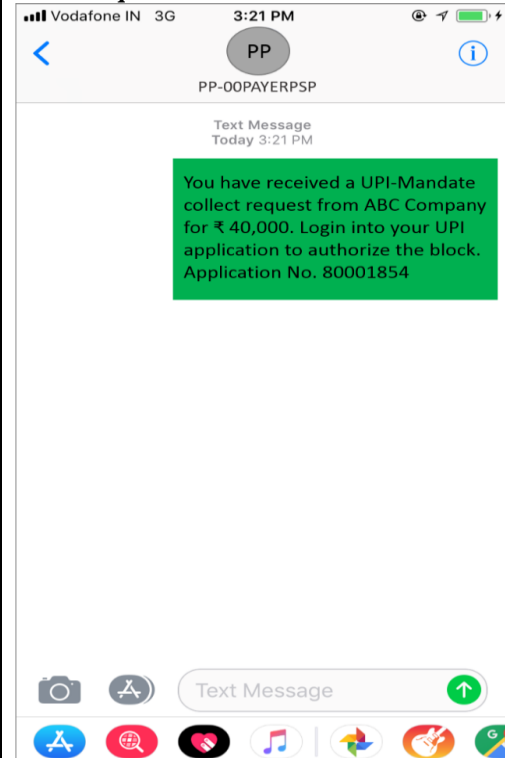 Vodafone IN 3G 3:21 PM
PP
PP-00PAYERPSP
Text Message
Today 3:21 PM
You have received a UPI-Mandate
collect request from ABC Company
for ₹ 40,000. Login into your UPI
application to authorize the block.
Application No. 80001854
Text Message